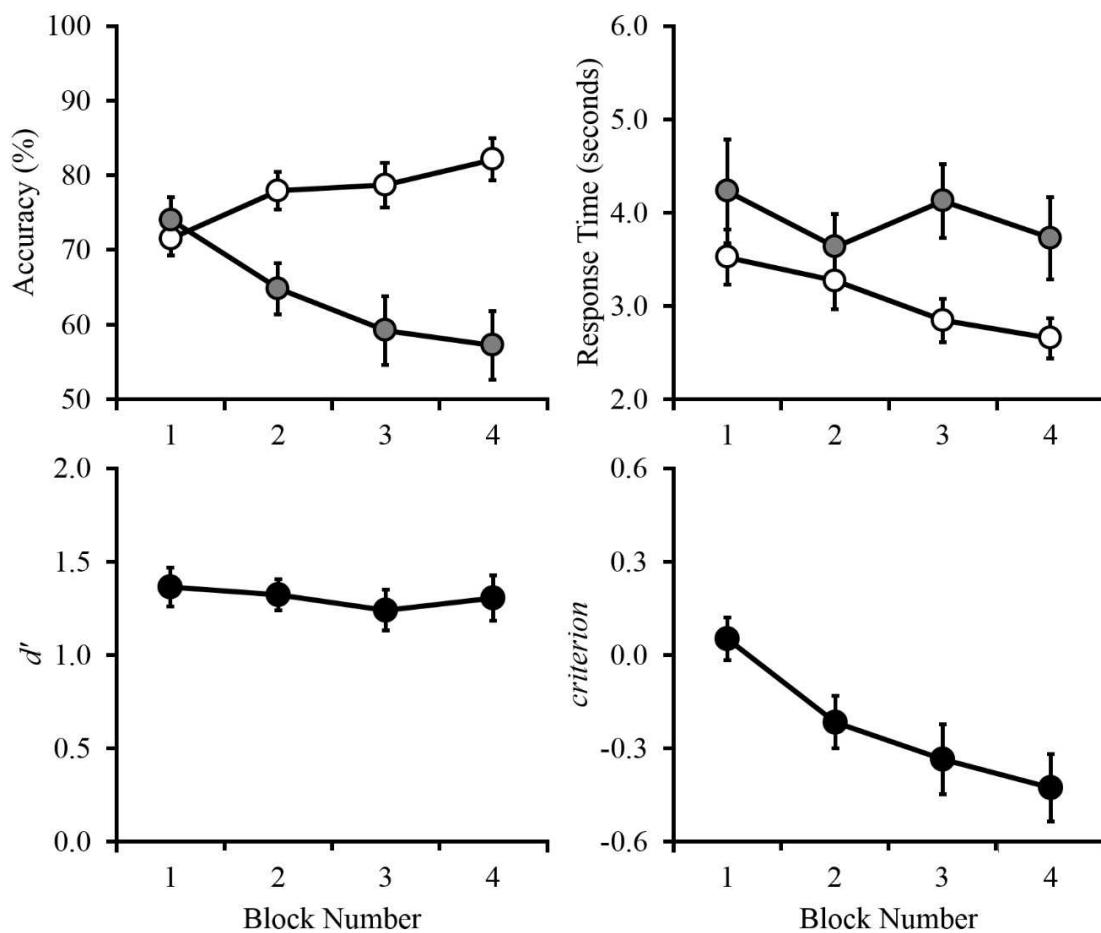 Accuracy (%)
100
90
80
70
60
50
1 2 3 4
Response Time (seconds)
6.0
5.0
4.0
3.0
2.0
1 2 3 4
d'
2.0
1.5
1.0
0.5
0.0
1 2 3 4
Block Number
criterion
0.6
0.3
0.0
-0.3
-0.6
1 2 3 4
Block Number